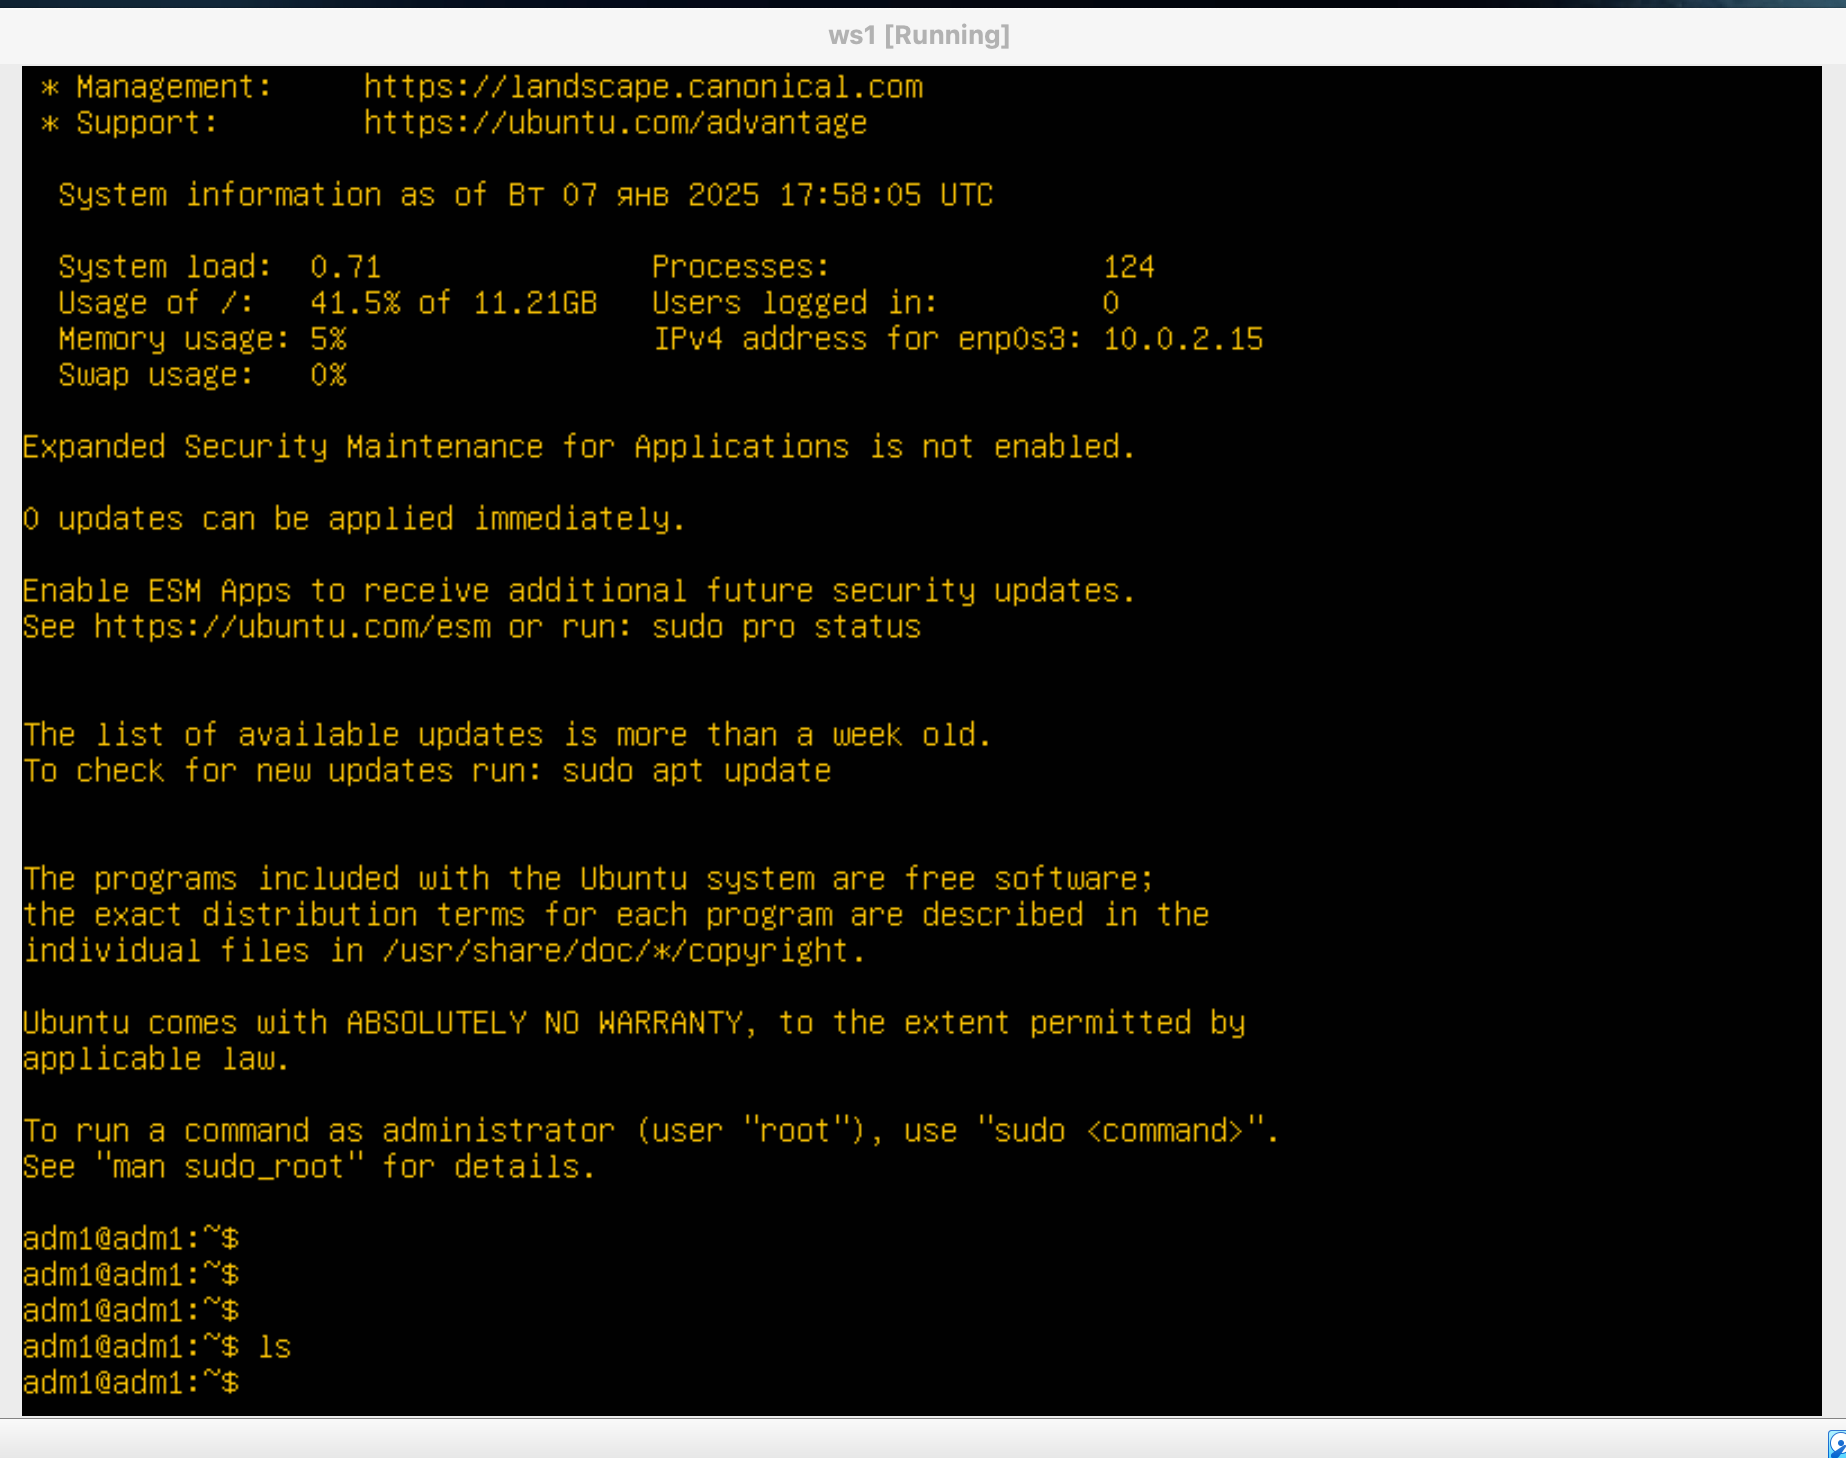 ws1 [Running]
* Management:     https://landscape.canonical.com
* Support:        https://ubuntu.com/advantage
System information as of Вт 07 янв 2025 17:58:05 UTC
System load:  0.71               Processes:               124
Usage of /:   41.5% of 11.21GB   Users logged in:         0
Memory usage: 5%                 IPv4 address for enp0s3: 10.0.2.15
Swap usage:   0%
Expanded Security Maintenance for Applications is not enabled.
0 updates can be applied immediately.
Enable ESM Apps to receive additional future security updates.
See https://ubuntu.com/esm or run: sudo pro status
The list of available updates is more than a week old.
To check for new updates run: sudo apt update
The programs included with the Ubuntu system are free software;
the exact distribution terms for each program are described in the
individual files in /usr/share/doc/*/copyright.
Ubuntu comes with ABSOLUTELY NO WARRANTY, to the extent permitted by
applicable law.
To run a command as administrator (user "root"), use "sudo <command>".
See "man sudo_root" for details.
adm1@adm1:~$
adm1@adm1:~$
adm1@adm1:~$
adm1@adm1:~$ ls
adm1@adm1:~$